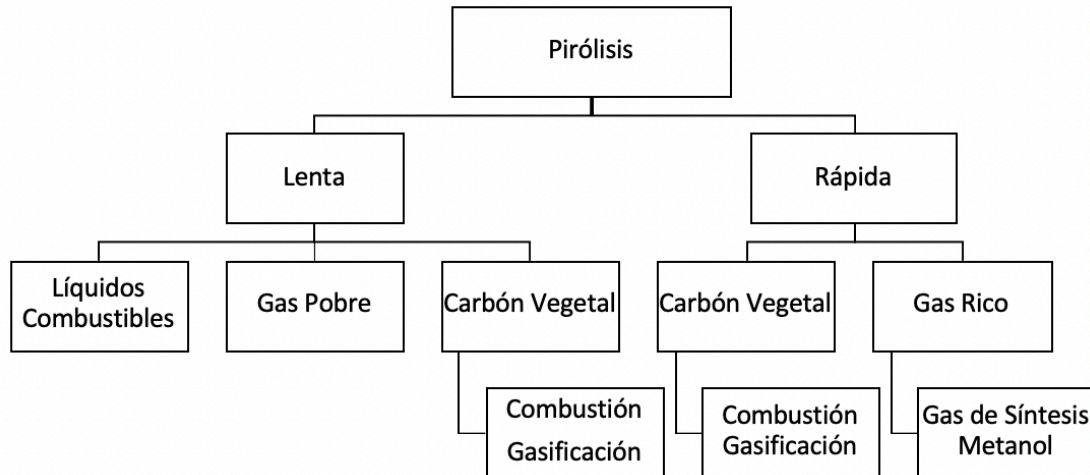 Pirólisis
Lenta
Rápida
Líquidos
Combustibles
Gas Pobre
Carbón Vegetal
Carbón Vegetal
Gas Rico
Combustión
Gasificación
Combustión
Gasificación
Gas de Síntesis
Metanol